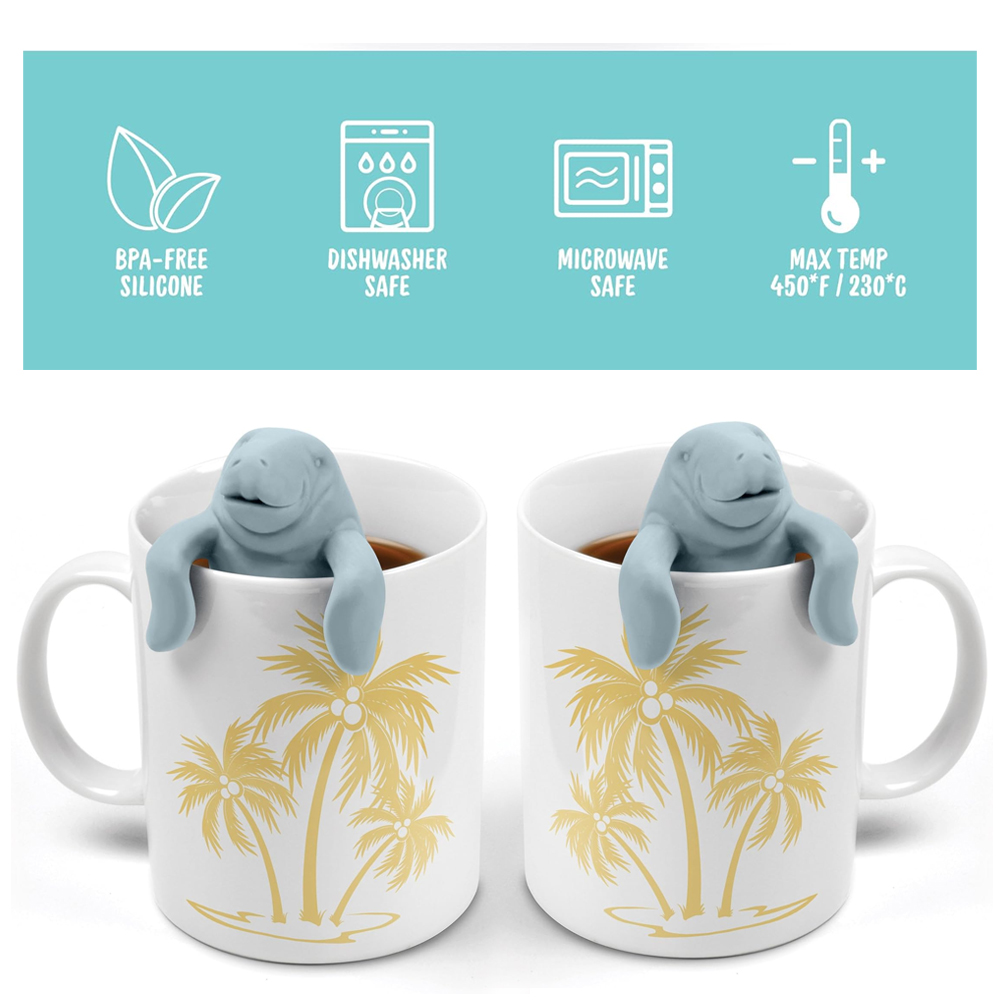 BPA-FREE
SILICONE
DISHWASHER
SAFE
MICROWAVE
SAFE
MAX TEMP
450*F / 230*C